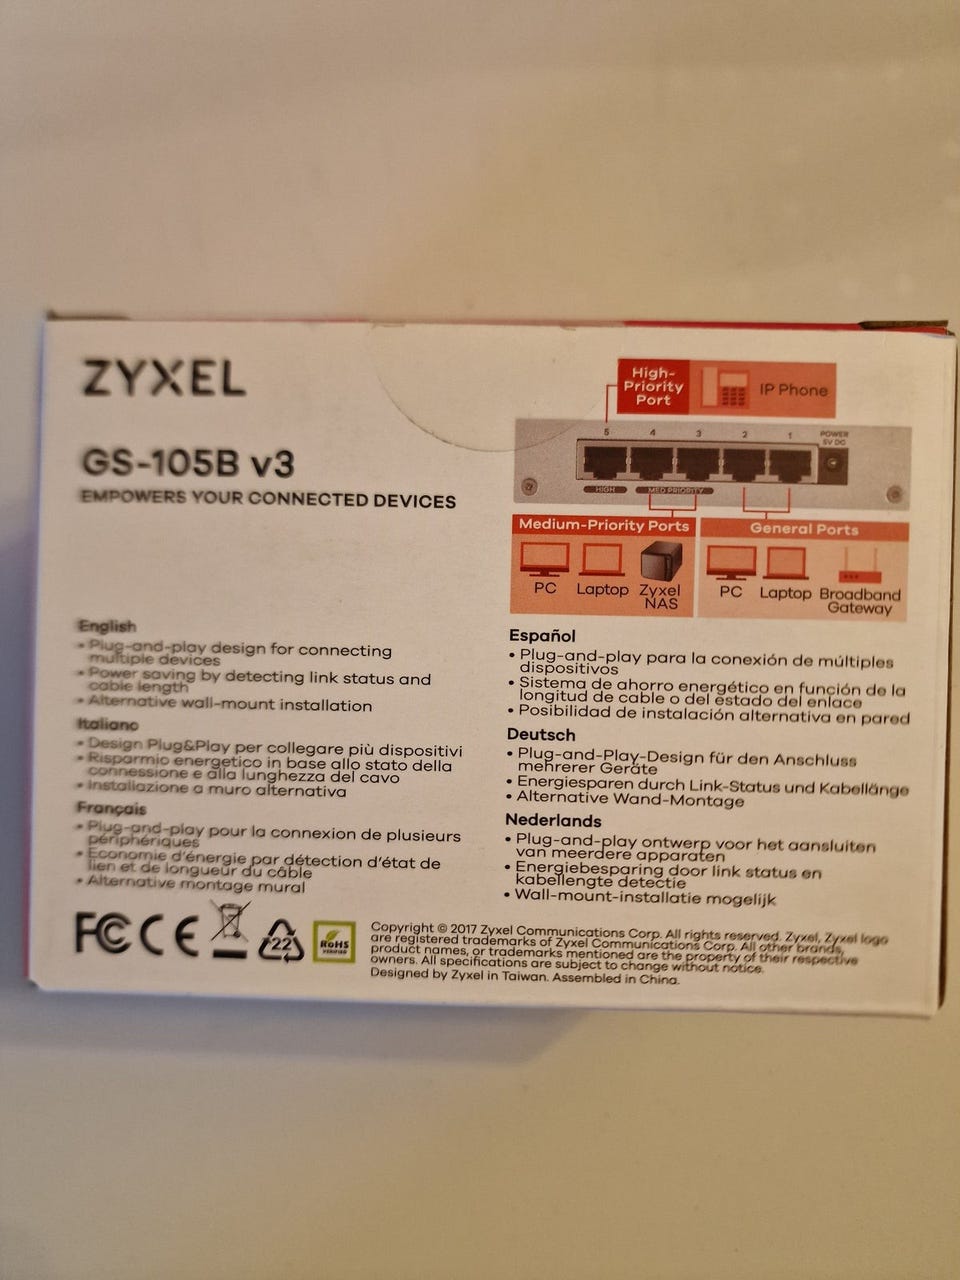 ZYXEL
GS-105B v3
EMPOWERS YOUR CONNECTED DEVICES
High-
Priority
Port
IP Phone
5 4 3 2 1 POWER
5V DC
HIGH MED PRIORITY
Medium-Priority Ports
PC Laptop Zyxel
NAS
General Ports
PC Laptop Broadband
Gateway
English
• Plug-and-play design for connecting
multiple devices
• Power saving by detecting link status and
cable length
• Alternative wall-mount installation
Italiano
• Design Plug&Play per collegare più dispositivi
• Risparmio energetico in base allo stato della
connessione e alla lunghezza del cavo
• Installazione a muro alternativa
Français
• Plug-and-play pour la connexion de plusieurs
périphériques
• Économie d'énergie par détection d'état de
lien et de longueur du câble
• Alternative montage mural
Español
• Plug-and-play para la conexión de múltiples
dispositivos
• Sistema de ahorro energético en función de la
longitud de cable o del estado del enlace
• Posibilidad de instalación alternativa en pared
Deutsch
• Plug-and-Play-Design für den Anschluss
mehrerer Geräte
• Energiesparen durch Link-Status und Kabellänge
• Alternative Wand-Montage
Nederlands
• Plug-and-play ontwerp voor het aansluiten
van meerdere apparaten
• Energiebesparing door link status en
kabellengte detectie
• Wall-mount-installatie mogelijk
FC CE 22 RoHS
VERIFIED
Copyright © 2017 Zyxel Communications Corp. All rights reserved. Zyxel, Zyxel logo
are registered trademarks of Zyxel Communications Corp. All other brands,
product names, or trademarks mentioned are the property of their respective
owners. All specifications are subject to change without notice.
Designed by Zyxel in Taiwan. Assembled in China.